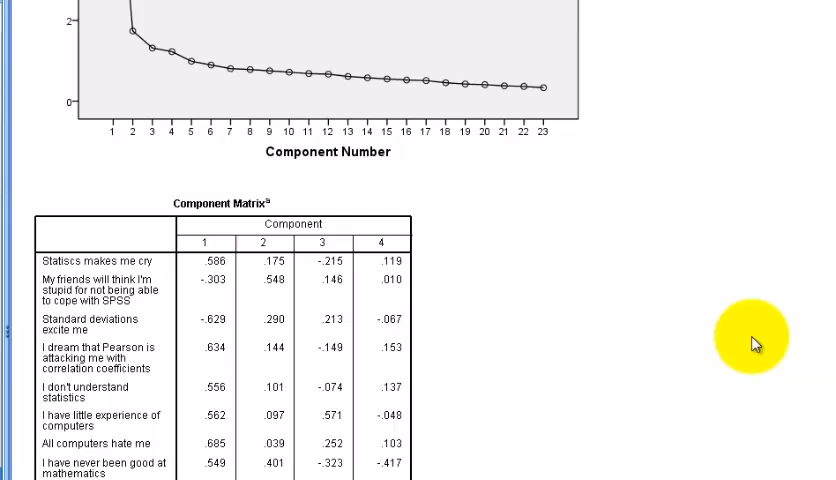 2
0
1 2 3 4 5 6 7 8 9 10 11 12 13 14 15 16 17 18 19 20 21 22 23
Component Number
Component Matrixa
Component
1 2 3 4
Statiscs makes me cry .586 .175 -.215 .119
My friends will think I'm -.303 .548 .146 .010
stupid for not being able
to cope with SPSS
Standard deviations -.629 .290 .213 -.067
excite me
I dream that Pearson is .634 .144 -.149 .153
attacking me with
correlation coefficients
I don't understand .556 .101 -.074 .137
statistics
I have little experience of .562 .097 .571 -.048
computers
All computers hate me .685 .039 .252 .103
I have never been good at .549 .401 -.323 -.417
mathematics